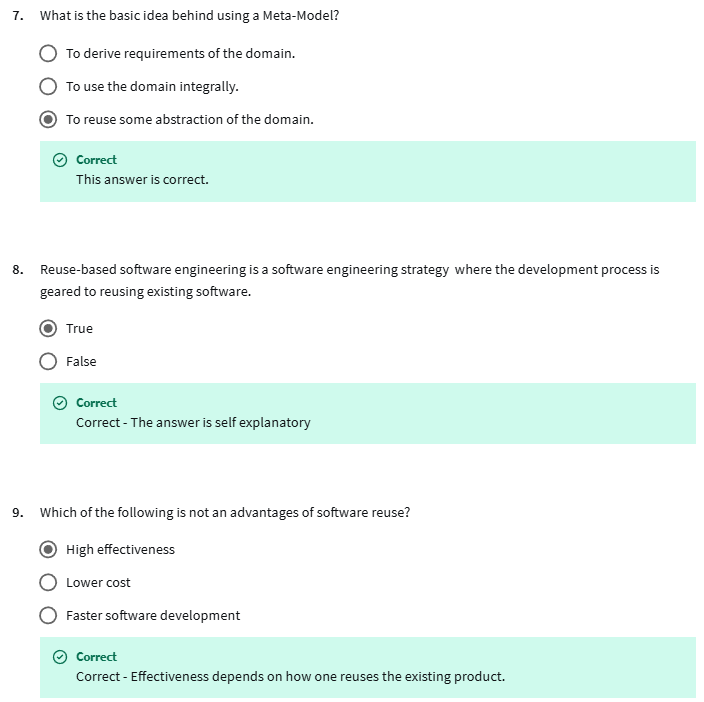 7. What is the basic idea behind using a Meta-Model?
To derive requirements of the domain.
To use the domain integrally.
To reuse some abstraction of the domain.
Correct
This answer is correct.
8. Reuse-based software engineering is a software engineering strategy where the development process is
geared to reusing existing software.
True
False
Correct
Correct - The answer is self explanatory
9. Which of the following is not an advantages of software reuse?
High effectiveness
Lower cost
Faster software development
Correct
Correct - Effectiveness depends on how one reuses the existing product.